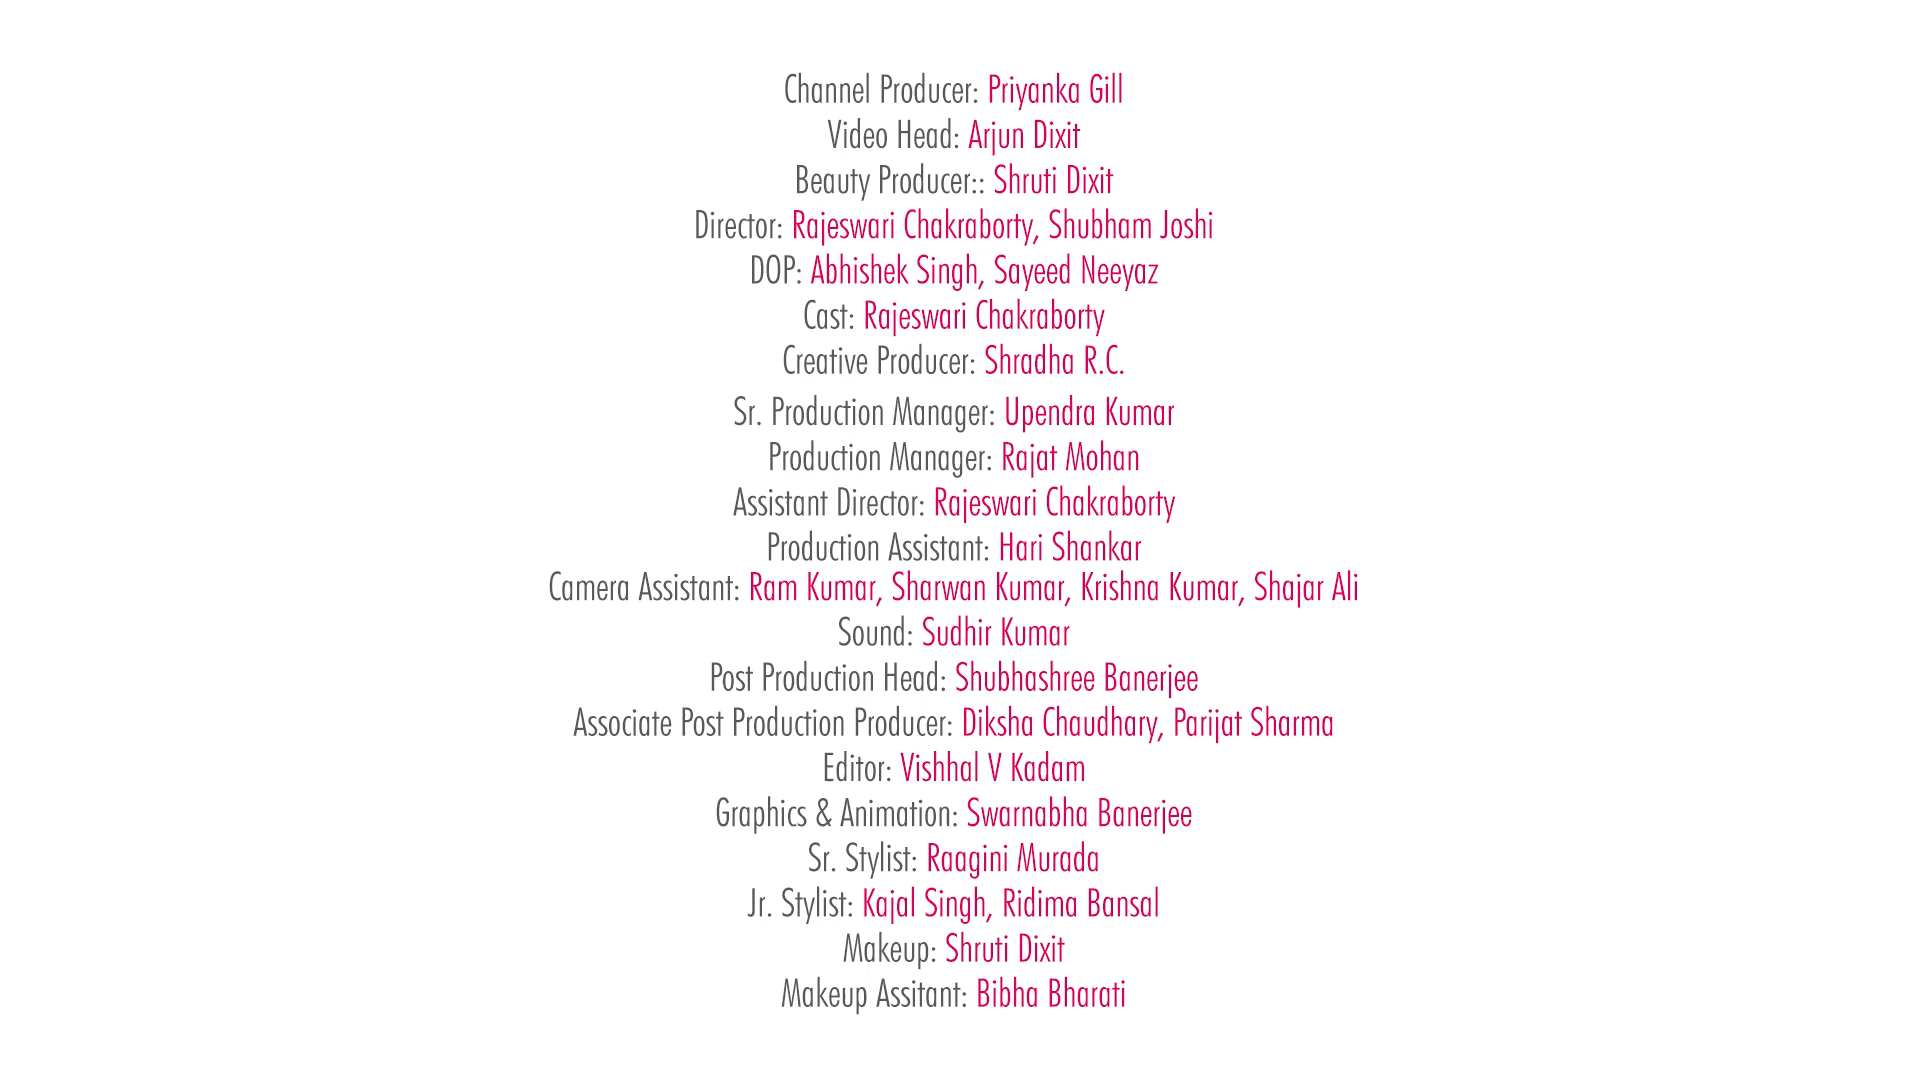 Channel Producer: Priyanka Gill
Video Head: Arjun Dixit
Beauty Producer:: Shruti Dixit
Director: Rajeswari Chakraborty, Shubham Joshi
DOP: Abhishek Singh, Sayeed Neeyaz
Cast: Rajeswari Chakraborty
Creative Producer: Shradha R.C.
Sr. Production Manager: Upendra Kumar
Production Manager: Rajat Mohan
Assistant Director: Rajeswari Chakraborty
Production Assistant: Hari Shankar
Camera Assistant: Ram Kumar, Sharwan Kumar, Krishna Kumar, Shajar Ali
Sound: Sudhir Kumar
Post Production Head: Shubhashree Banerjee
Associate Post Production Producer: Diksha Chaudhary, Parijat Sharma
Editor: Vishhal V Kadam
Graphics & Animation: Swarnabha Banerjee
Sr. Stylist: Raagini Murada
Jr. Stylist: Kajal Singh, Ridima Bansal
Makeup: Shruti Dixit
Makeup Assitant: Bibha Bharati